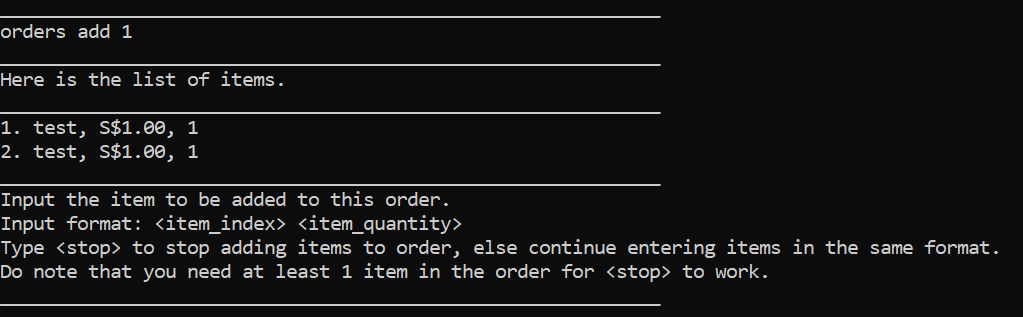 orders add 1
Here is the list of items.
1. test, S$1.00, 1
2. test, S$1.00, 1
Input the item to be added to this order.
Input format: <item_index> <item_quantity>
Type <stop> to stop adding items to order, else continue entering items in the same format.
Do note that you need at least 1 item in the order for <stop> to work.